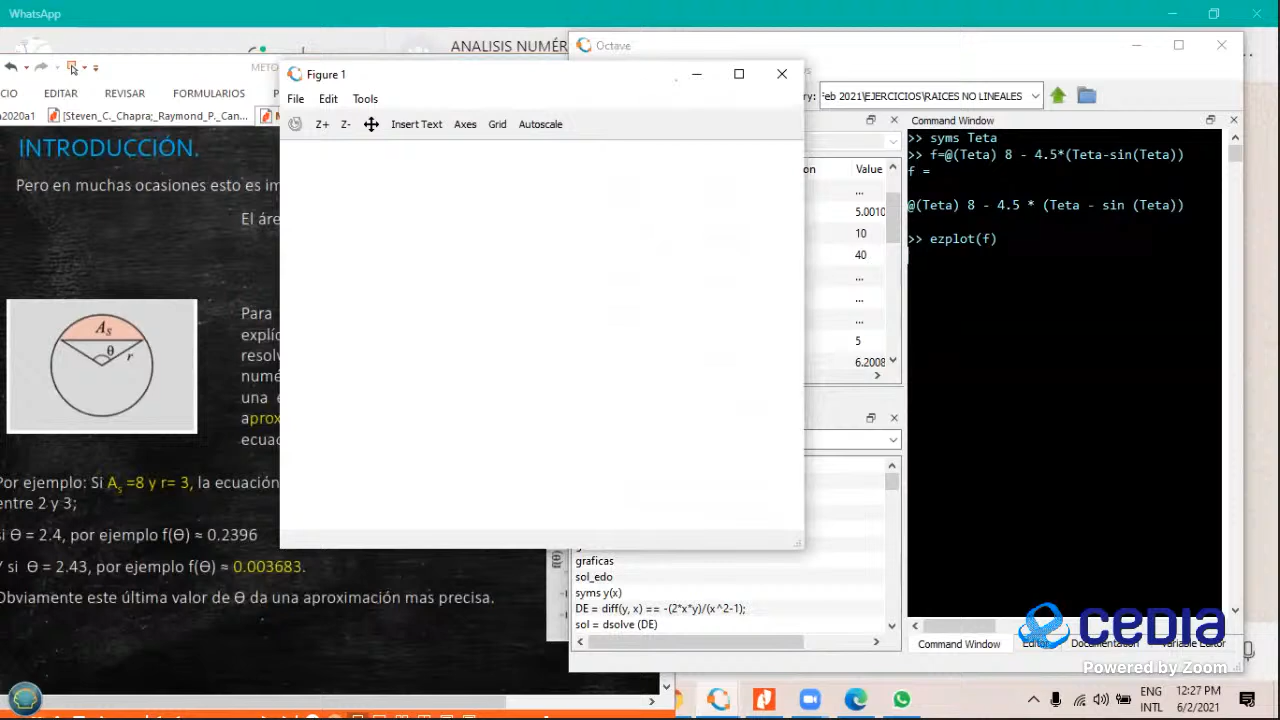 WhatsApp
ANALISIS NUMÉR
EDITAR
REVISAR
FORMULARIOS
[Steven_C._Chapra;_Raymond_P._Can...
INTRODUCCIÓN.
Pero en muchas ocasiones esto es im
El áre
As
θ
r
Para
explíc
resolv
numé
una e
aprox
ecuac
Por ejemplo: Si As =8 y r= 3, la ecuación
entre 2 y 3;
si ϴ = 2.4, por ejemplo f(ϴ) ≈ 0.2396
Y si ϴ = 2.43, por ejemplo f(ϴ) ≈ 0.003683.
Obviamente este última valor de ϴ da una aproximación mas precisa.
Figure 1
File Edit Tools
Z+ Z- Insert Text Axes Grid Autoscale
Octave
eb 2021\EJERCICIOS\RAICES NO LINEALES
Value
...
5.0010
10
40
...
...
...
5
6.2008
graficas
sol_edo
syms y(x)
DE = diff(y, x) == -(2*x*y)/(x^2-1);
sol = dsolve (DE)
Command Window
>> syms Teta
>> f=@(Teta) 8 - 4.5*(Teta-sin(Teta))
f =
@(Teta) 8 - 4.5 * (Teta - sin (Teta))
>> ezplot(f)
Command Window Editor Documentation Variable Editor
cedia
Powered by Zoom
ENG
INTL
12:27 PM
6/2/2021